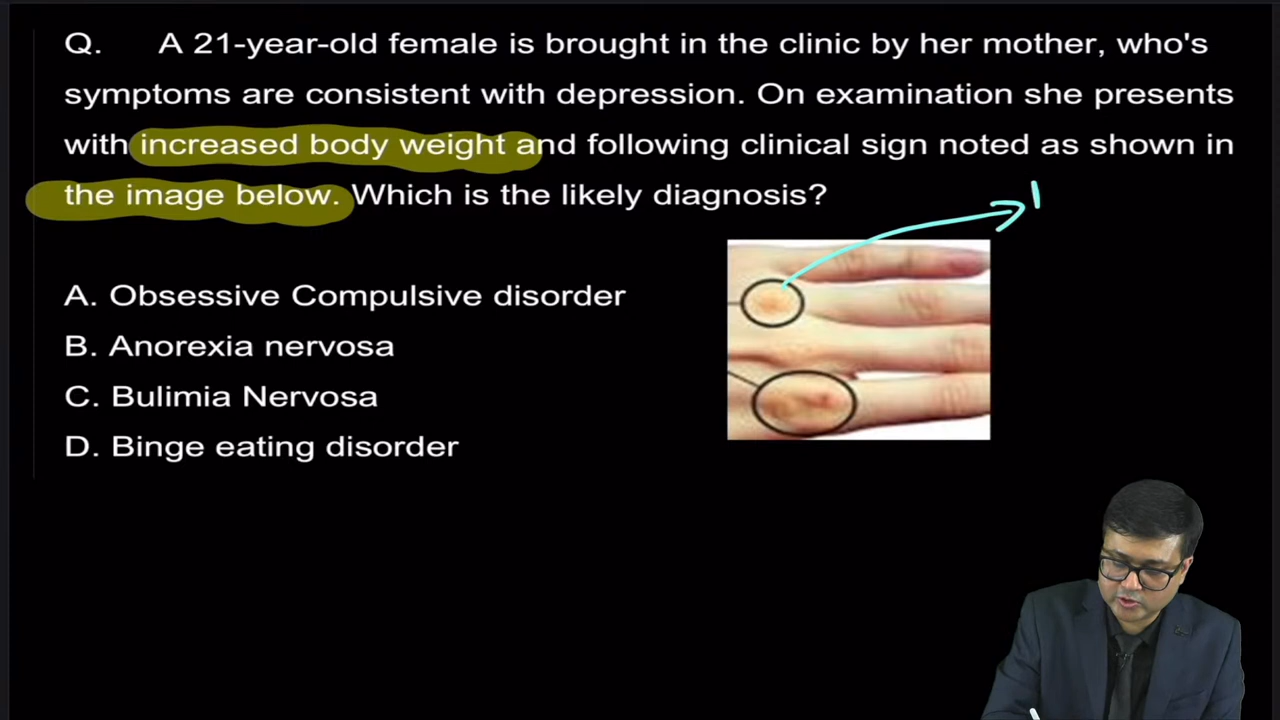 Q. A 21-year-old female is brought in the clinic by her mother, who's
symptoms are consistent with depression. On examination she presents
with increased body weight and following clinical sign noted as shown in
the image below. Which is the likely diagnosis?
A. Obsessive Compulsive disorder
B. Anorexia nervosa
C. Bulimia Nervosa
D. Binge eating disorder